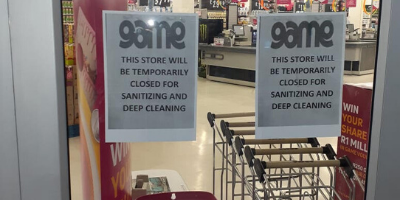 game
THIS STORE WILL
BE TEMPORARILY
CLOSED FOR
SANITIZING AND
DEEP CLEANING
game
THIS STORE WILL
BE TEMPORARILY
CLOSED FOR
SANITIZING AND
DEEP CLEANING
WIN
YOUR
SHARE
R1 MILL